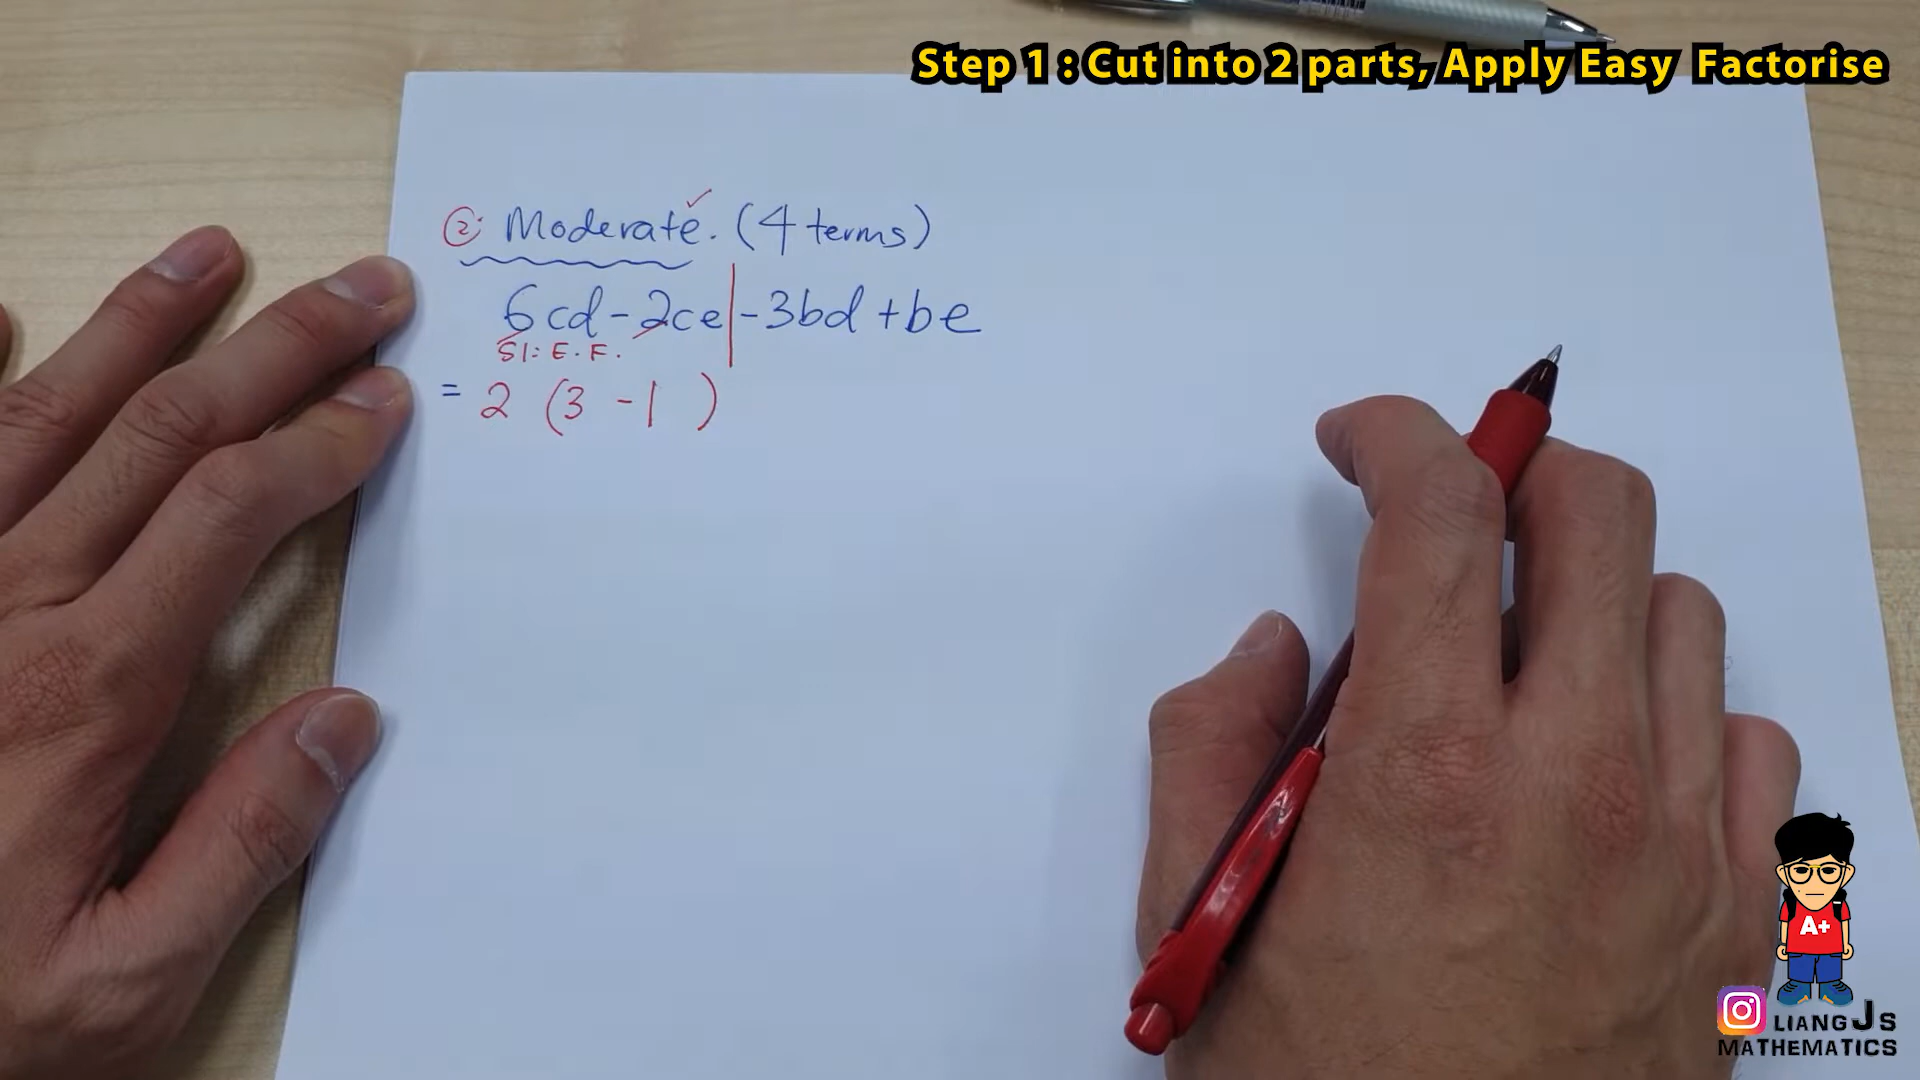 Step 1 : Cut into 2 parts, Apply Easy Factorise
②: Moderate. ✓ (4 terms)
6cd - 2ce | - 3bd + be
S1: E. F.
= 2 (3 - 1 )
A+
LIANG JS
MATHEMATICS